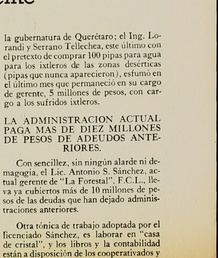 la gubernatura de Querétaro; el Ing. Lo-
randi y Serrano Tellechea, este último con
el pretexto de comprar 100 pipas para agua
para los ixtleros de las zonas desérticas
(pipas que nunca aparecieron), esfumó en
el último mes que permaneció en su cargo
de gerente, 5 millones de pesos, con car-
go a los sufridos ixtleros.
LA ADMINISTRACION ACTUAL
PAGA MAS DE DIEZ MILLONES
DE PESOS DE ADEUDOS ANTE-
RIORES.
Con sencillez, sin ningún alarde ni de-
magogia, el Lic. Antonio S. Sánchez, ac-
tual gerente de "La Forestal", F.C.L., lle-
va ya cubiertos más de 10 millones de pe-
sos de las deudas que han dejado adminis-
traciones anteriores.
Otra tónica de trabajo adoptada por el
licenciado Sánchez, es laborar en "casa
de cristal", y los libros y la contabilidad
están a disposición de los cooperativados y